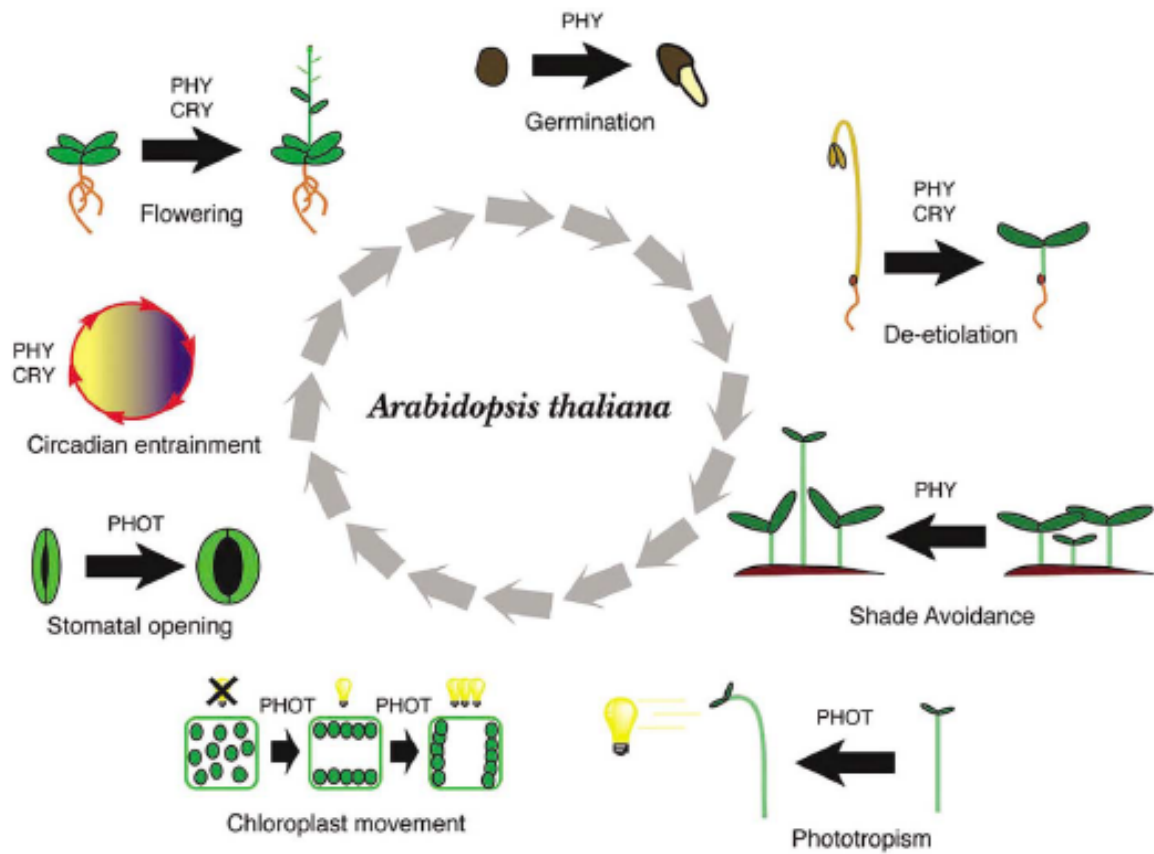 PHY
Germination
PHY
CRY
De-etiolation
PHY
Shade Avoidance
PHOT
Phototropism
PHOT
PHOT
Chloroplast movement
PHOT
Stomatal opening
PHY
CRY
Circadian entrainment
PHY
CRY
Flowering
Arabidopsis thaliana